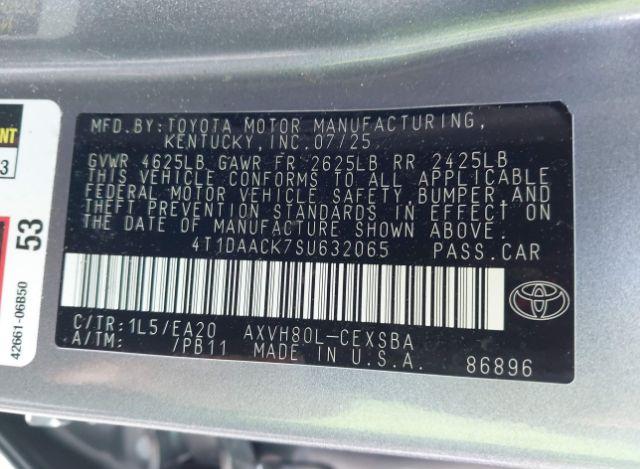 MFD.BY:TOYOTA MOTOR MANUFACTURING,
KENTUCKY,INC.07/25
GVWR 4625LB GAWR FR 2625LB RR 2425LB
THIS VEHICLE CONFORMS TO ALL APPLICABLE
FEDERAL MOTOR VEHICLE SAFETY,BUMPER,AND
THEFT PREVENTION STANDARDS IN EFFECT ON
THE DATE OF MANUFACTURE SHOWN ABOVE.
4T1DAACK7SU632065 PASS.CAR
C/TR:1L5/EA20 AXVH80L-CEXSBA
A/TM: /PB11 MADE IN U.S.A. 86896
53
42661-06B50